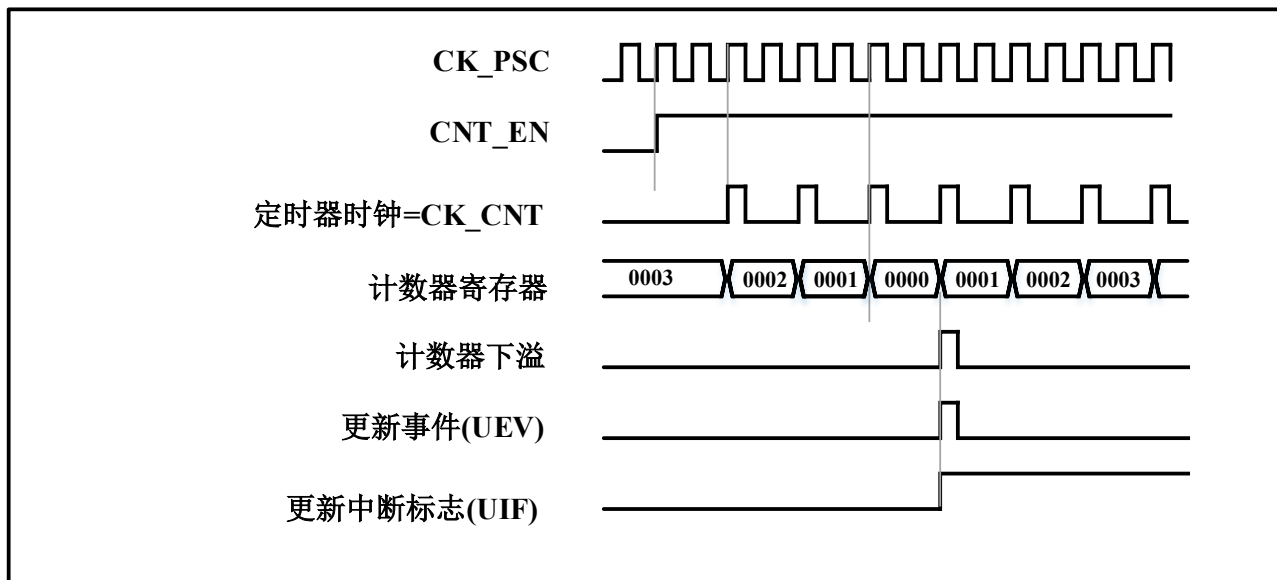 CK_PSC
CNT_EN
定时器时钟=CK_CNT
计数器寄存器
0003 0002 0001 0000 0001 0002 0003
计数器下溢
更新事件(UEV)
更新中断标志(UIF)